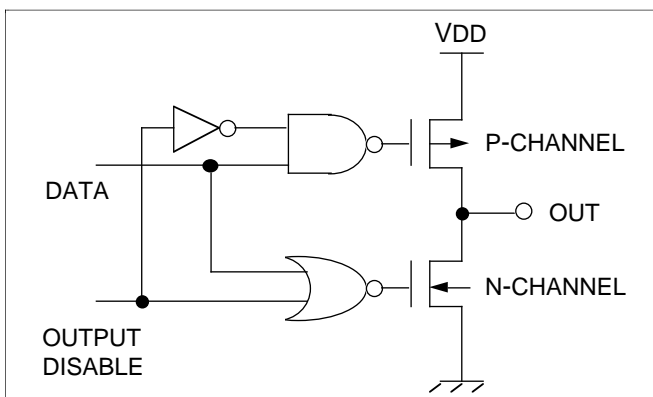 VDD
P-CHANNEL
DATA
OUT
N-CHANNEL
OUTPUT
DISABLE